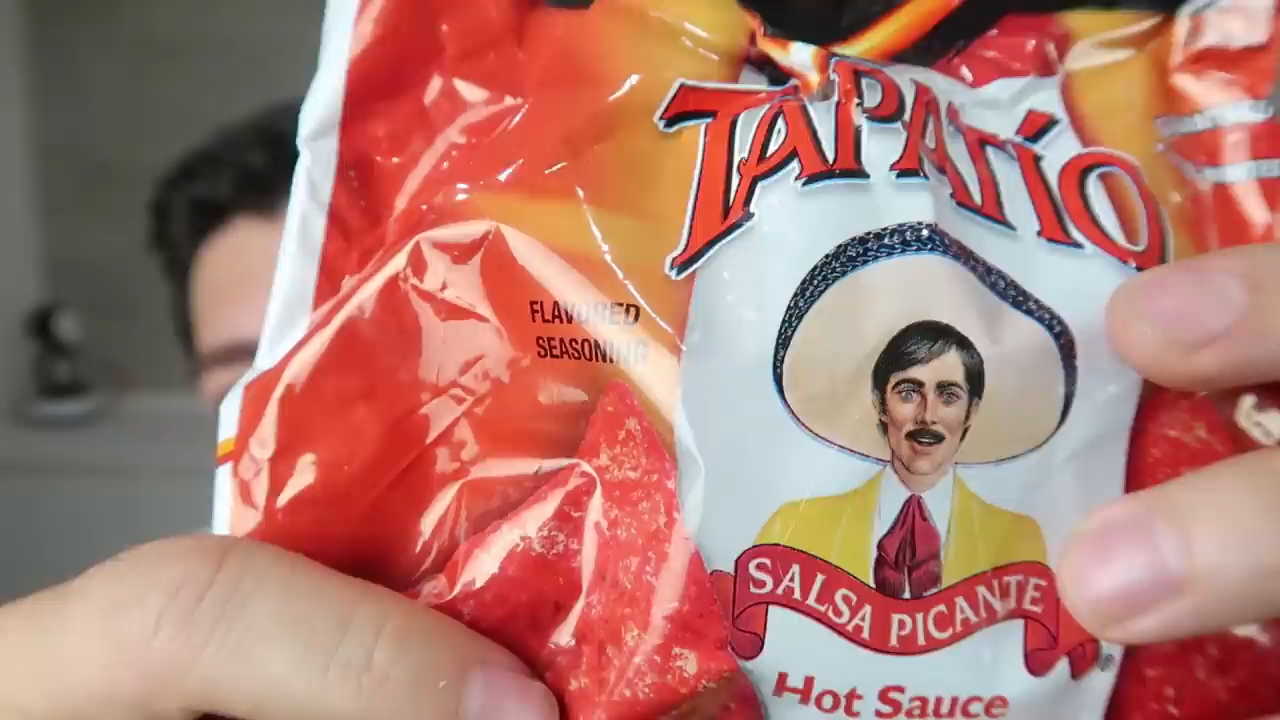 TAPATÍO
FLAVORED
SEASONING
SALSA PICANTE
®
Hot Sauce